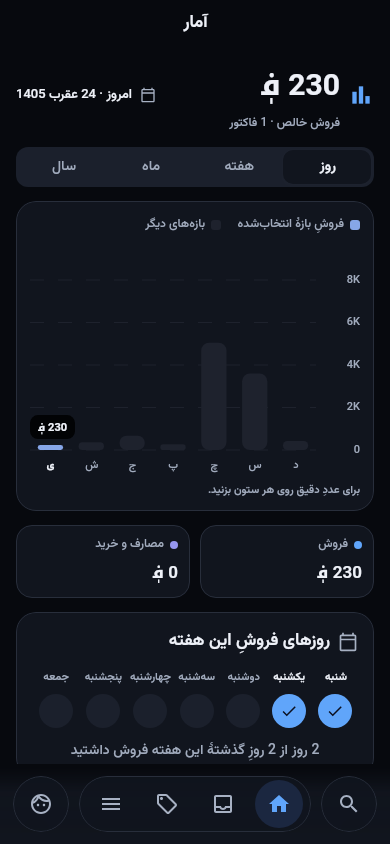 آمار
230 ؋
امروز · 24 عقرب 1405
فروش خالص · 1 فاکتور
روز
هفته
ماه
سال
فروشِ بازهٔ انتخاب‌شده
بازه‌های دیگر
8K
6K
4K
2K
0
230 ؋
د
س
چ
پ
ج
ش
ی
برای عددِ دقیق روی هر ستون بزنید.
فروش
230 ؋
مصارف و خرید
0 ؋
روزهای فروشِ این هفته
شنبه
یکشنبه
دوشنبه
سه‌شنبه
چهارشنبه
پنجشنبه
جمعه
2 روز از 2 روزِ گذشتهٔ این هفته فروش داشتید